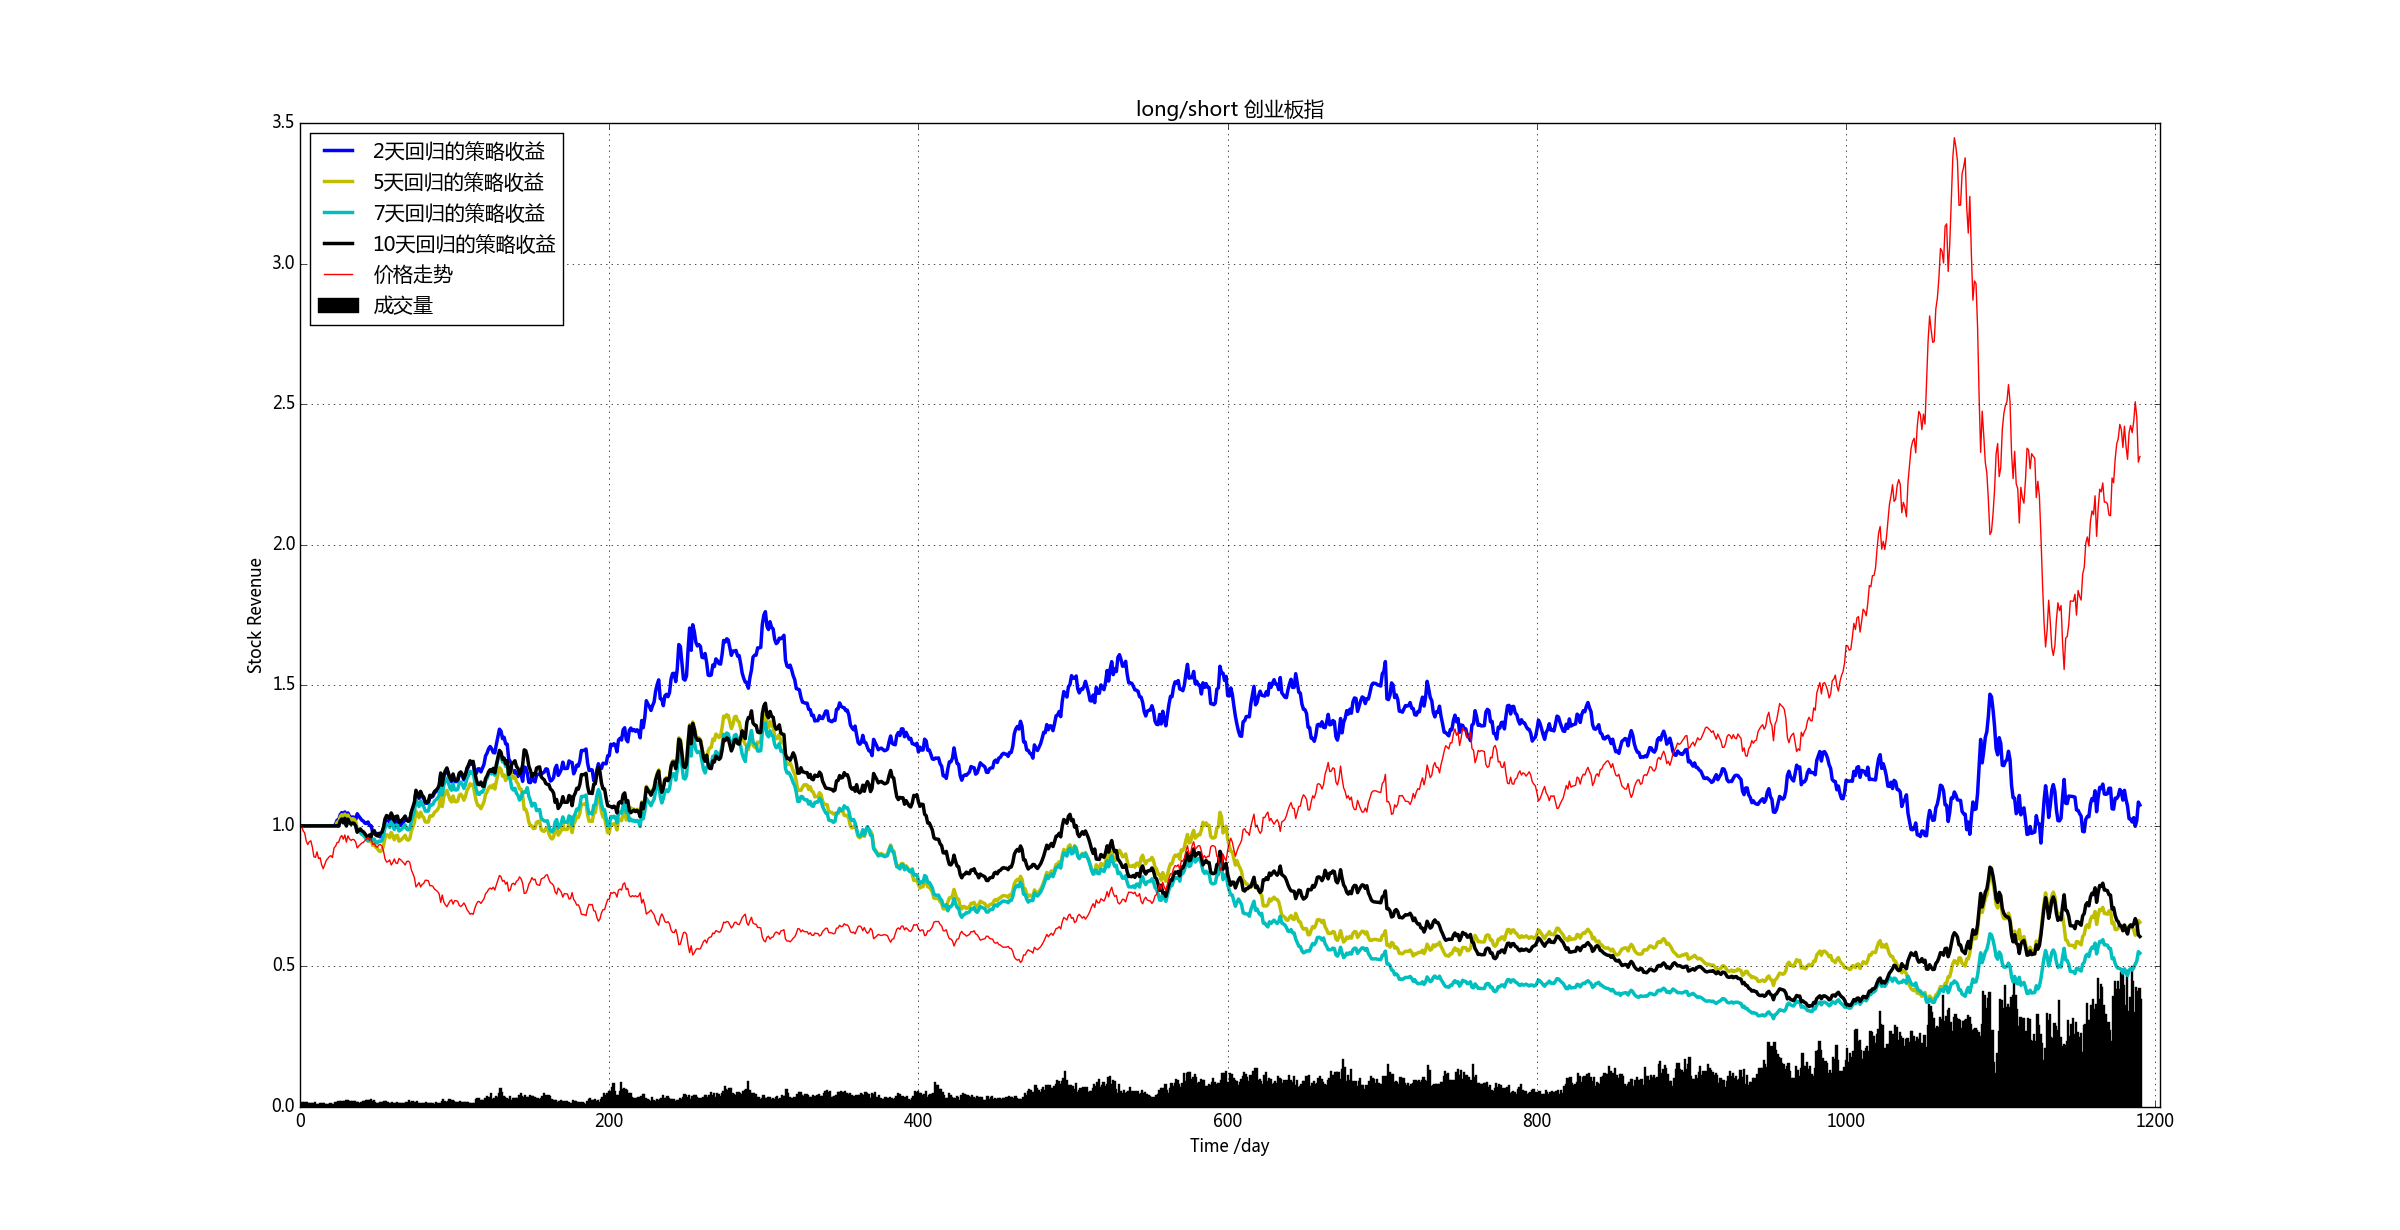 long/short 创业板指
3.5
3.0
2.5
2.0
1.5
1.0
0.5
0.0
2天回归的策略收益
5天回归的策略收益
7天回归的策略收益
10天回归的策略收益
价格走势
成交量
Stock Revenue
0
200
400
600
800
1000
1200
Time /day